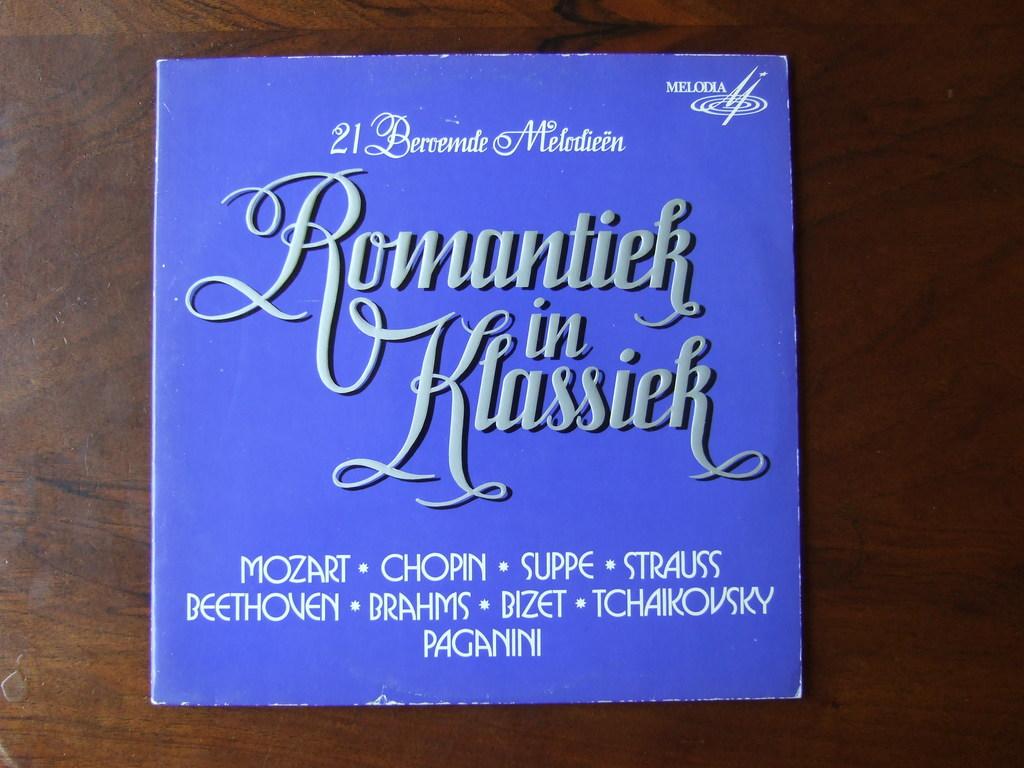 MELODIA
21 Beroemde Melodieën
Romantiek
in
Klassiek
MOZART * CHOPIN * SUPPE * STRAUSS
BEETHOVEN * BRAHMS * BIZET * TCHAIKOVSKY
PAGANINI